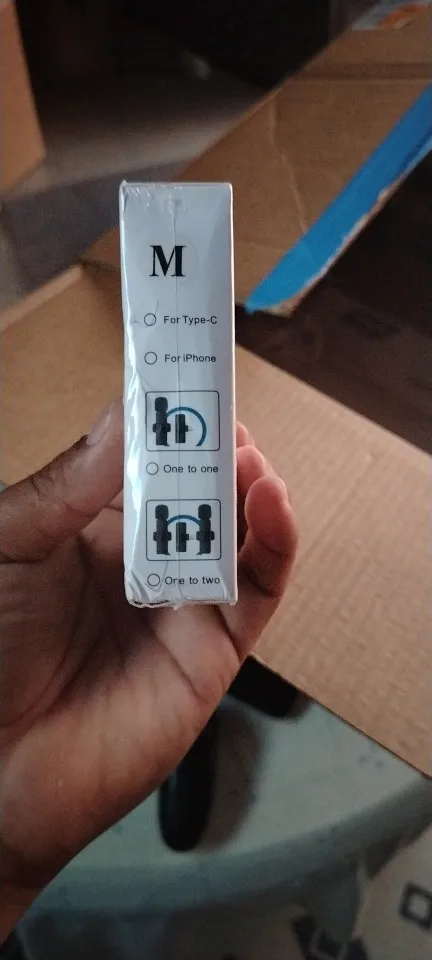 M
For Type-C
For iPhone
One to one
One to two